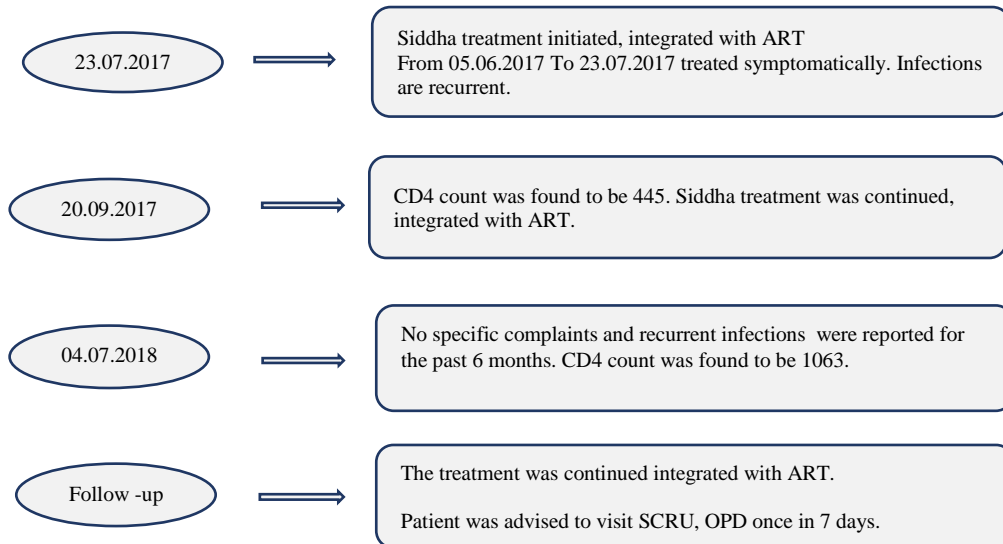 23.07.2017
Siddha treatment initiated, integrated with ART
From 05.06.2017 To 23.07.2017 treated symptomatically. Infections
are recurrent.
20.09.2017
CD4 count was found to be 445. Siddha treatment was continued,
integrated with ART.
04.07.2018
No specific complaints and recurrent infections were reported for
the past 6 months. CD4 count was found to be 1063.
Follow -up
The treatment was continued integrated with ART.
Patient was advised to visit SCRU, OPD once in 7 days.